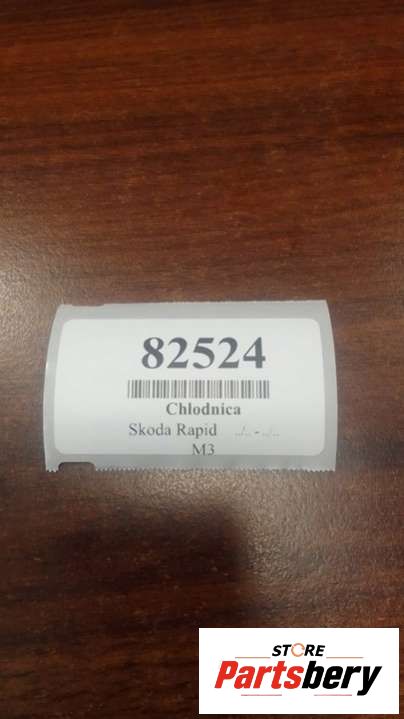 82524
Chlodnica
Skoda Rapid ../.. - ../..
M3
STORE
Partsbery